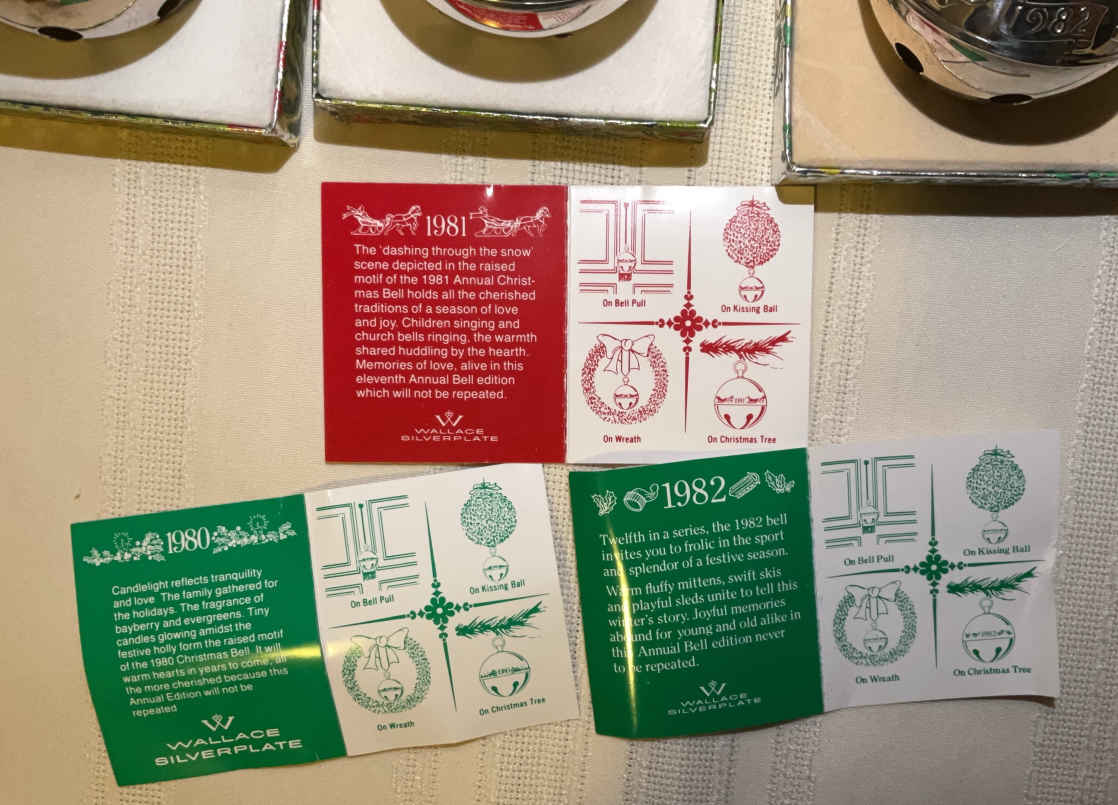 1982
1981
The 'dashing through the snow'
scene depicted in the raised
motif of the 1981 Annual Christ-
mas Bell holds all the cherished
traditions of a season of love
and joy. Children singing and
church bells ringing, the warmth
shared huddling by the hearth.
Memories of love, alive in this
eleventh Annual Bell edition
which will not be repeated.
W
WALLACE
SILVERPLATE
On Bell Pull
On Kissing Ball
On Wreath
On Christmas Tree
1980
Candlelight reflects tranquility
and love The family gathered for
the holidays. The fragrance of
bayberry and evergreens. Tiny
candles glowing amidst the
festive holly form the raised motif
of the 1980 Christmas Bell. It will
warm hearts in years to come, all
the more cherished because this
Annual Edition will not be
repeated
W
WALLACE
SILVERPLATE
On Bell Pull
On Kissing Ball
On Wreath
On Christmas Tree
1982
Twelfth in a series, the 1982 bell
invites you to frolic in the sport
and splendor of a festive season.
Warm fluffy mittens, swift skis
and playful sleds unite to tell this
winter's story. Joyful memories
abound for young and old alike in
this Annual Bell edition never
to be repeated.
W
WALLACE
SILVERPLATE
On Bell Pull
On Kissing Ball
On Wreath
On Christmas Tree